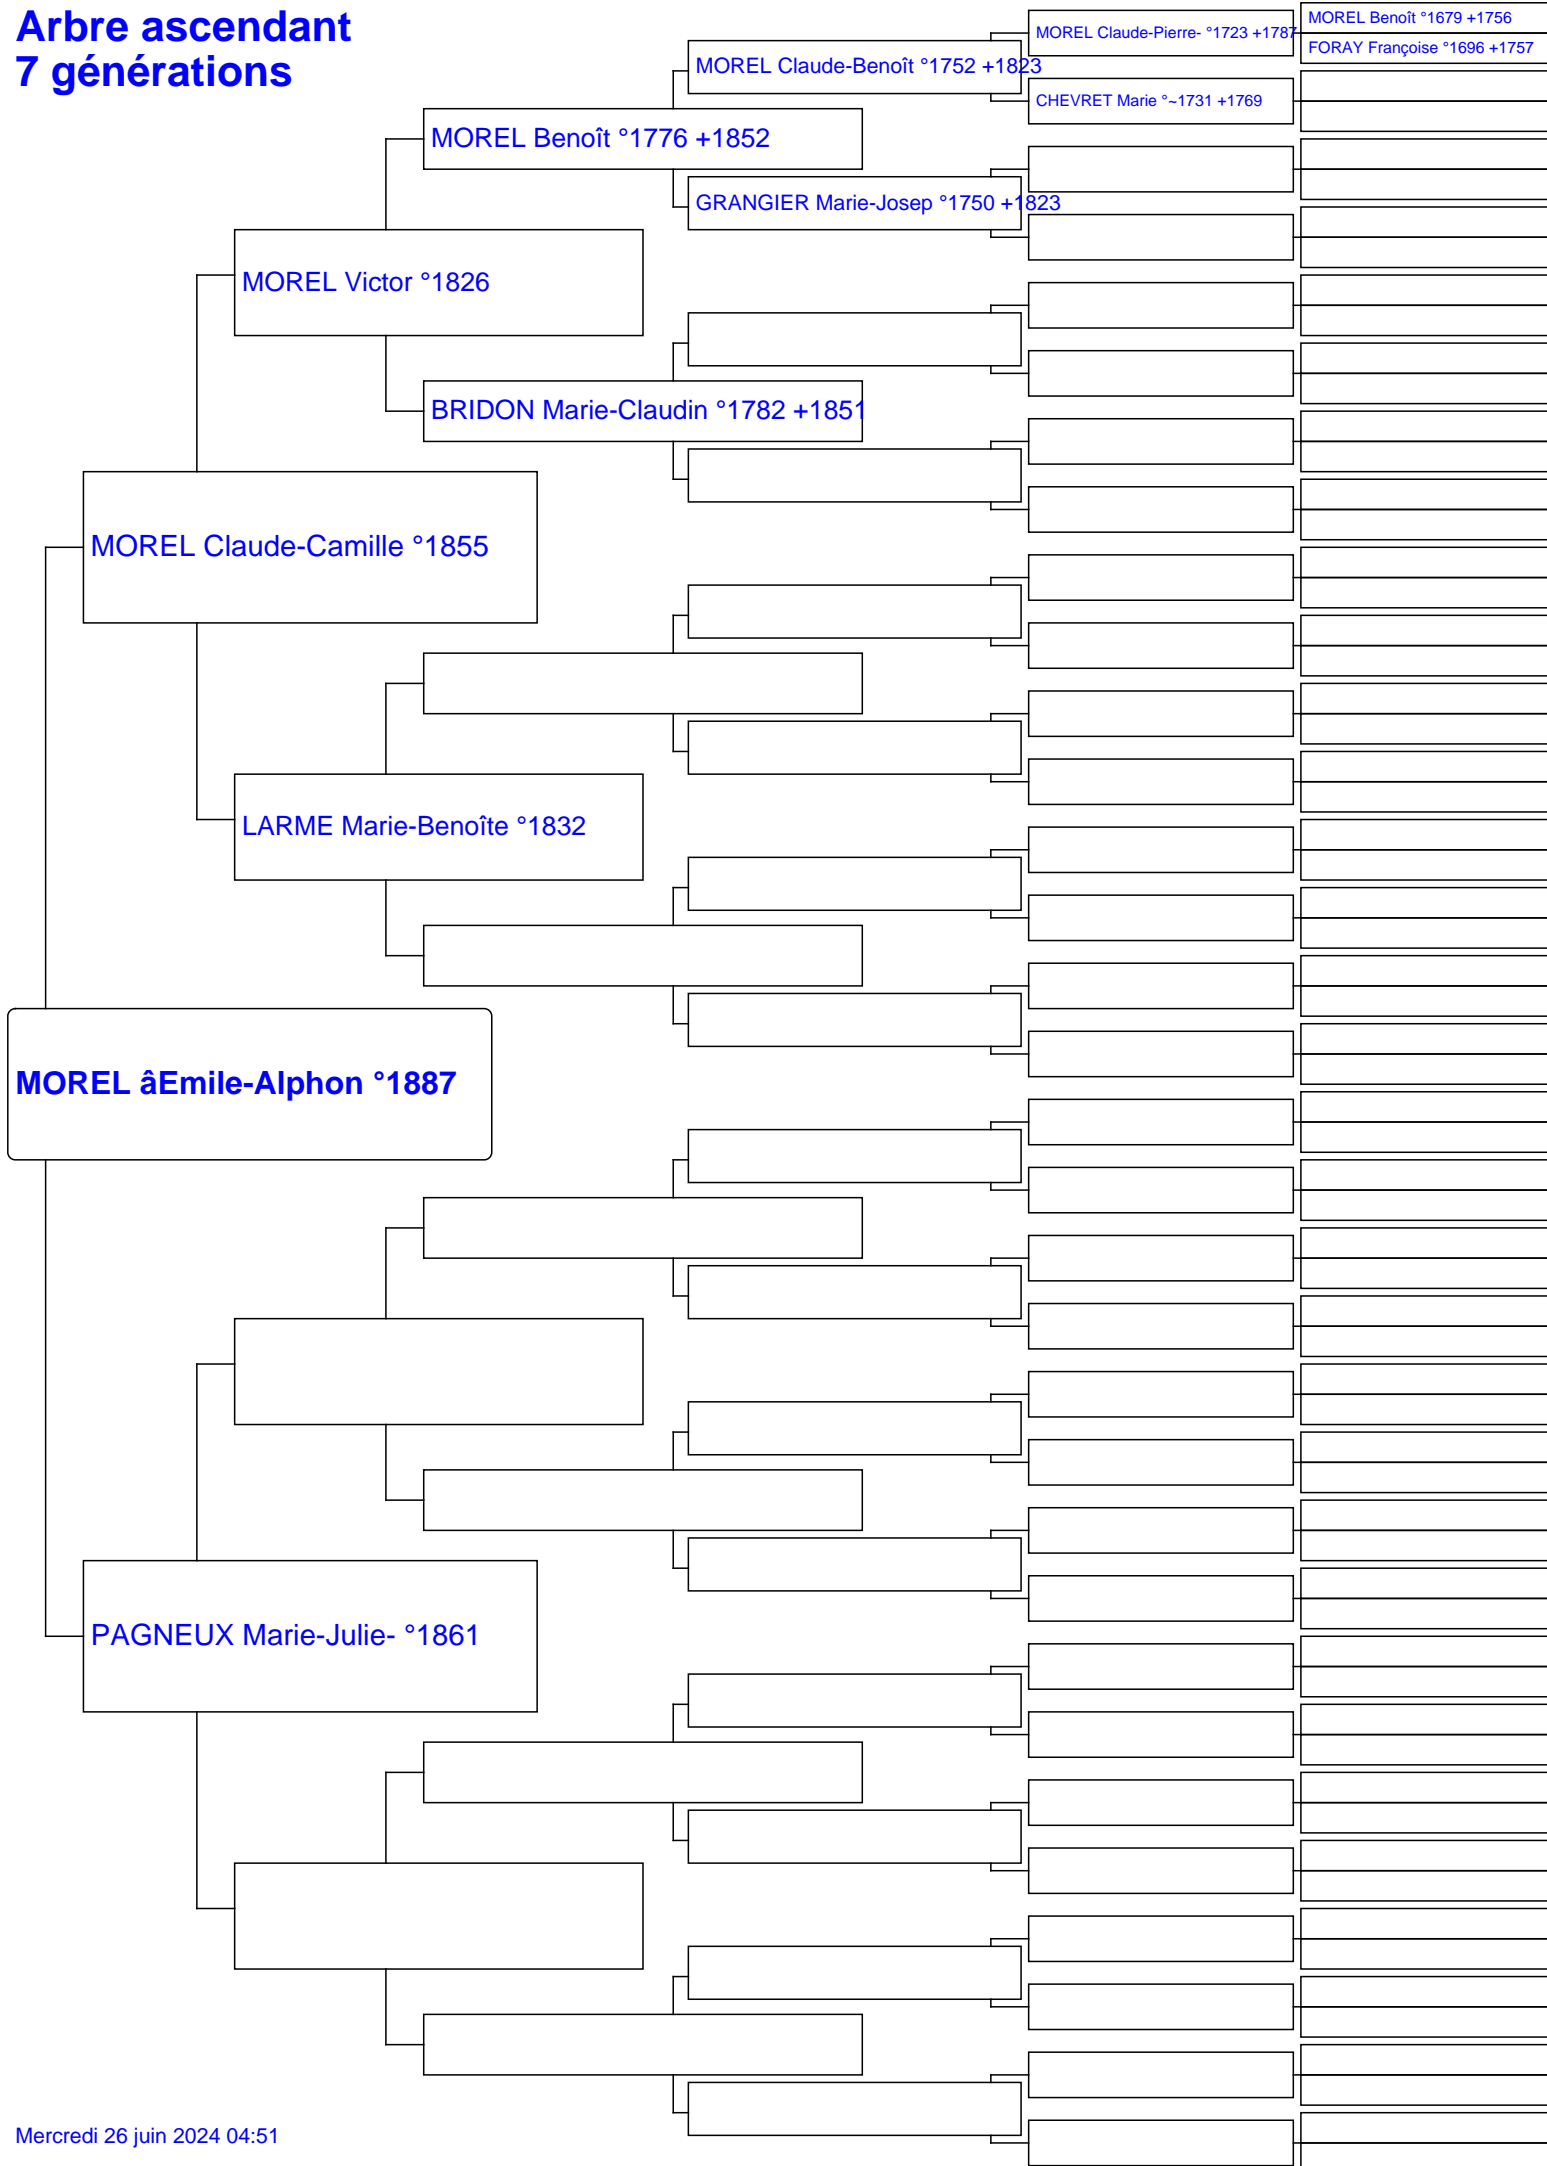 Arbre ascendant
7 générations
MOREL Benoît °1679 +1756
MOREL Claude-Pierre- °1723 +1787
FORAY Françoise °1696 +1757
MOREL Claude-Benoît °1752 +1823
CHEVRET Marie °~1731 +1769
MOREL Benoît °1776 +1852
GRANGIER Marie-Josep °1750 +1823
MOREL Victor °1826
BRIDON Marie-Claudin °1782 +1851
MOREL Claude-Camille °1855
LARME Marie-Benoîte °1832
MOREL âEmile-Alphon °1887
PAGNEUX Marie-Julie- °1861
Mercredi 26 juin 2024 04:51